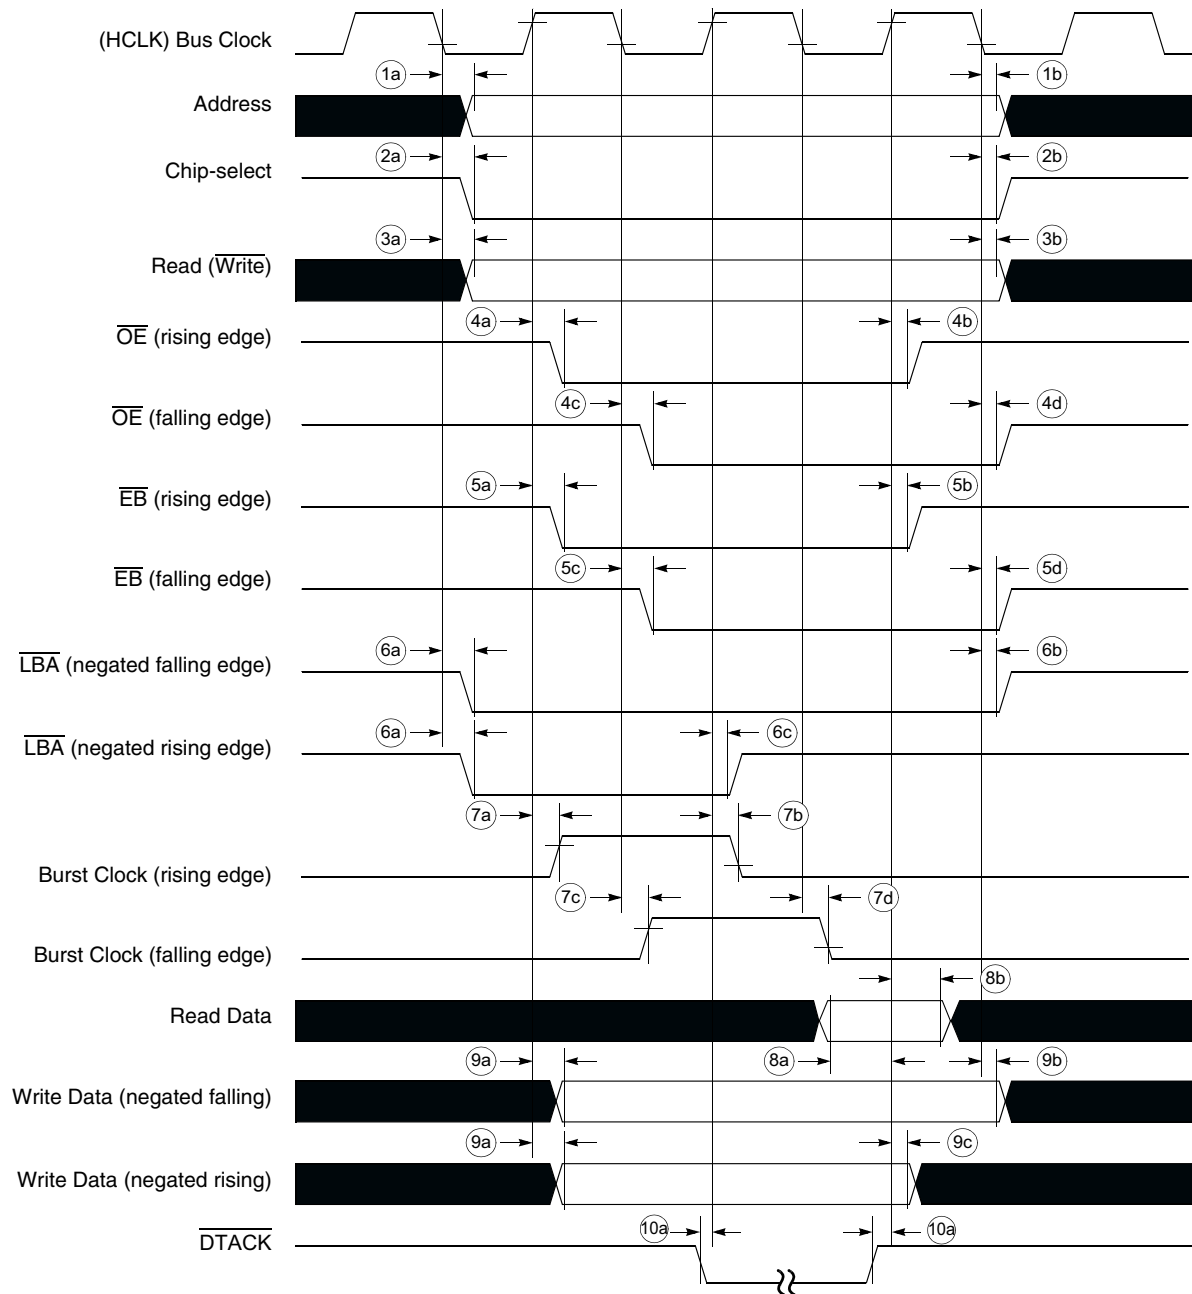 (HCLK) Bus Clock
1a 1b
Address
2a 2b
Chip-select
3a 3b
Read (Write)
4a 4b
OE (rising edge)
4c 4d
OE (falling edge)
5a 5b
EB (rising edge)
5c 5d
EB (falling edge)
6a 6b
LBA (negated falling edge)
6a 6c
LBA (negated rising edge)
7a 7b
Burst Clock (rising edge)
7c 7d
Burst Clock (falling edge)
8b
Read Data
9a 8a 9b
Write Data (negated falling)
9a 9c
Write Data (negated rising)
10a 10a
DTACK